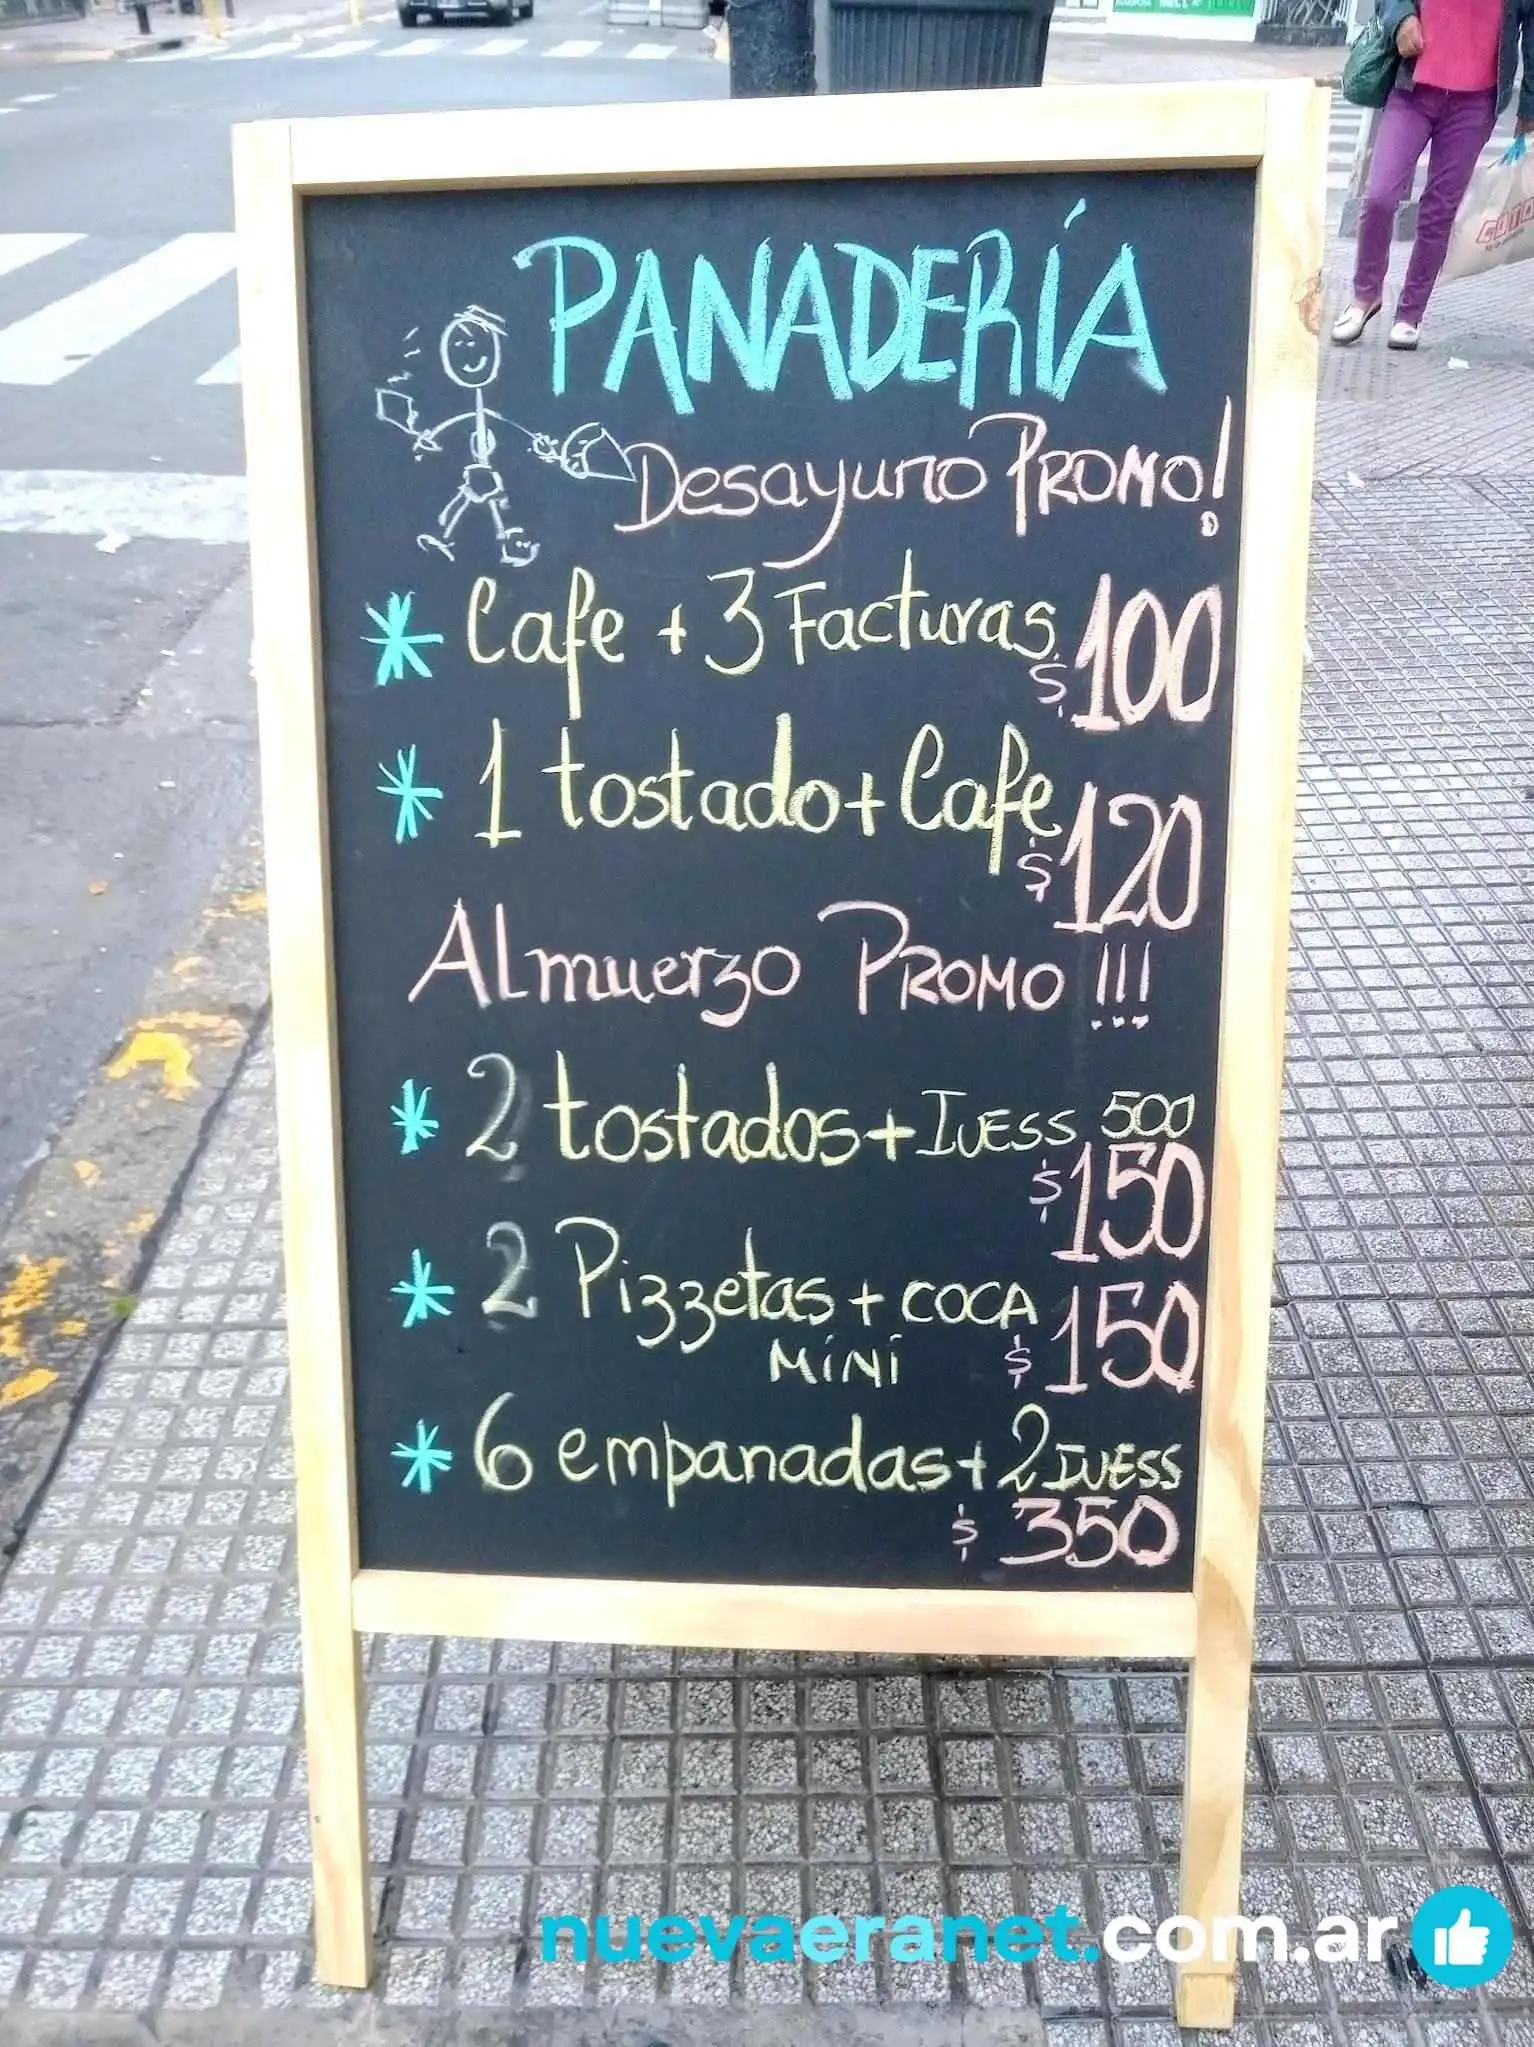 PANADERÍA
Desayuno PROMO!
* Cafe + 3 Facturas
$ 100
* 1 tostado + Cafe
$ 120
Almuerzo PROMO !!!
* 2 tostados + IVESS 500
$ 150
* 2 Pizzetas + COCA
MINI $ 150
* 6 empanadas + 2 IVESS
$ 350
nuevaeranet.com.ar